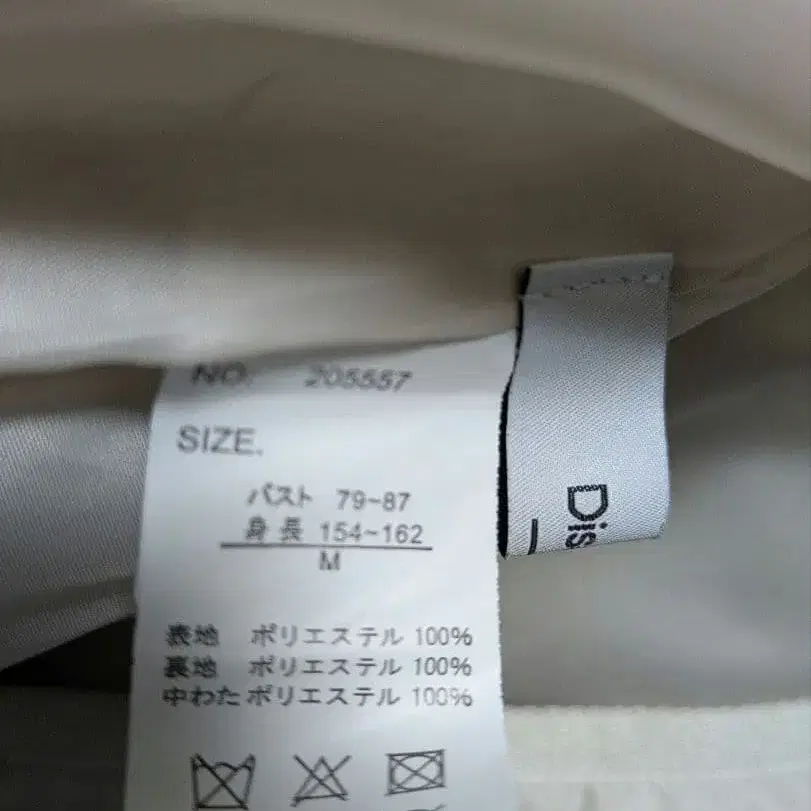 NO. 205557
SIZE.
バスト 79~87
身長 154~162
M
表地 ポリエステル 100%
裏地 ポリエステル 100%
中わた ポリエステル 100%
Dis